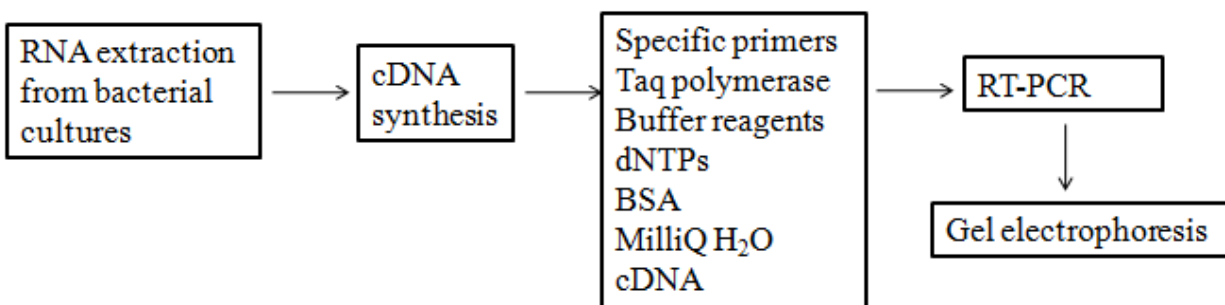 RNA extraction
from bacterial
cultures
cDNA
synthesis
Specific primers
Taq polymerase
Buffer reagents
dNTPs
BSA
MilliQ H₂O
cDNA
RT-PCR
Gel electrophoresis